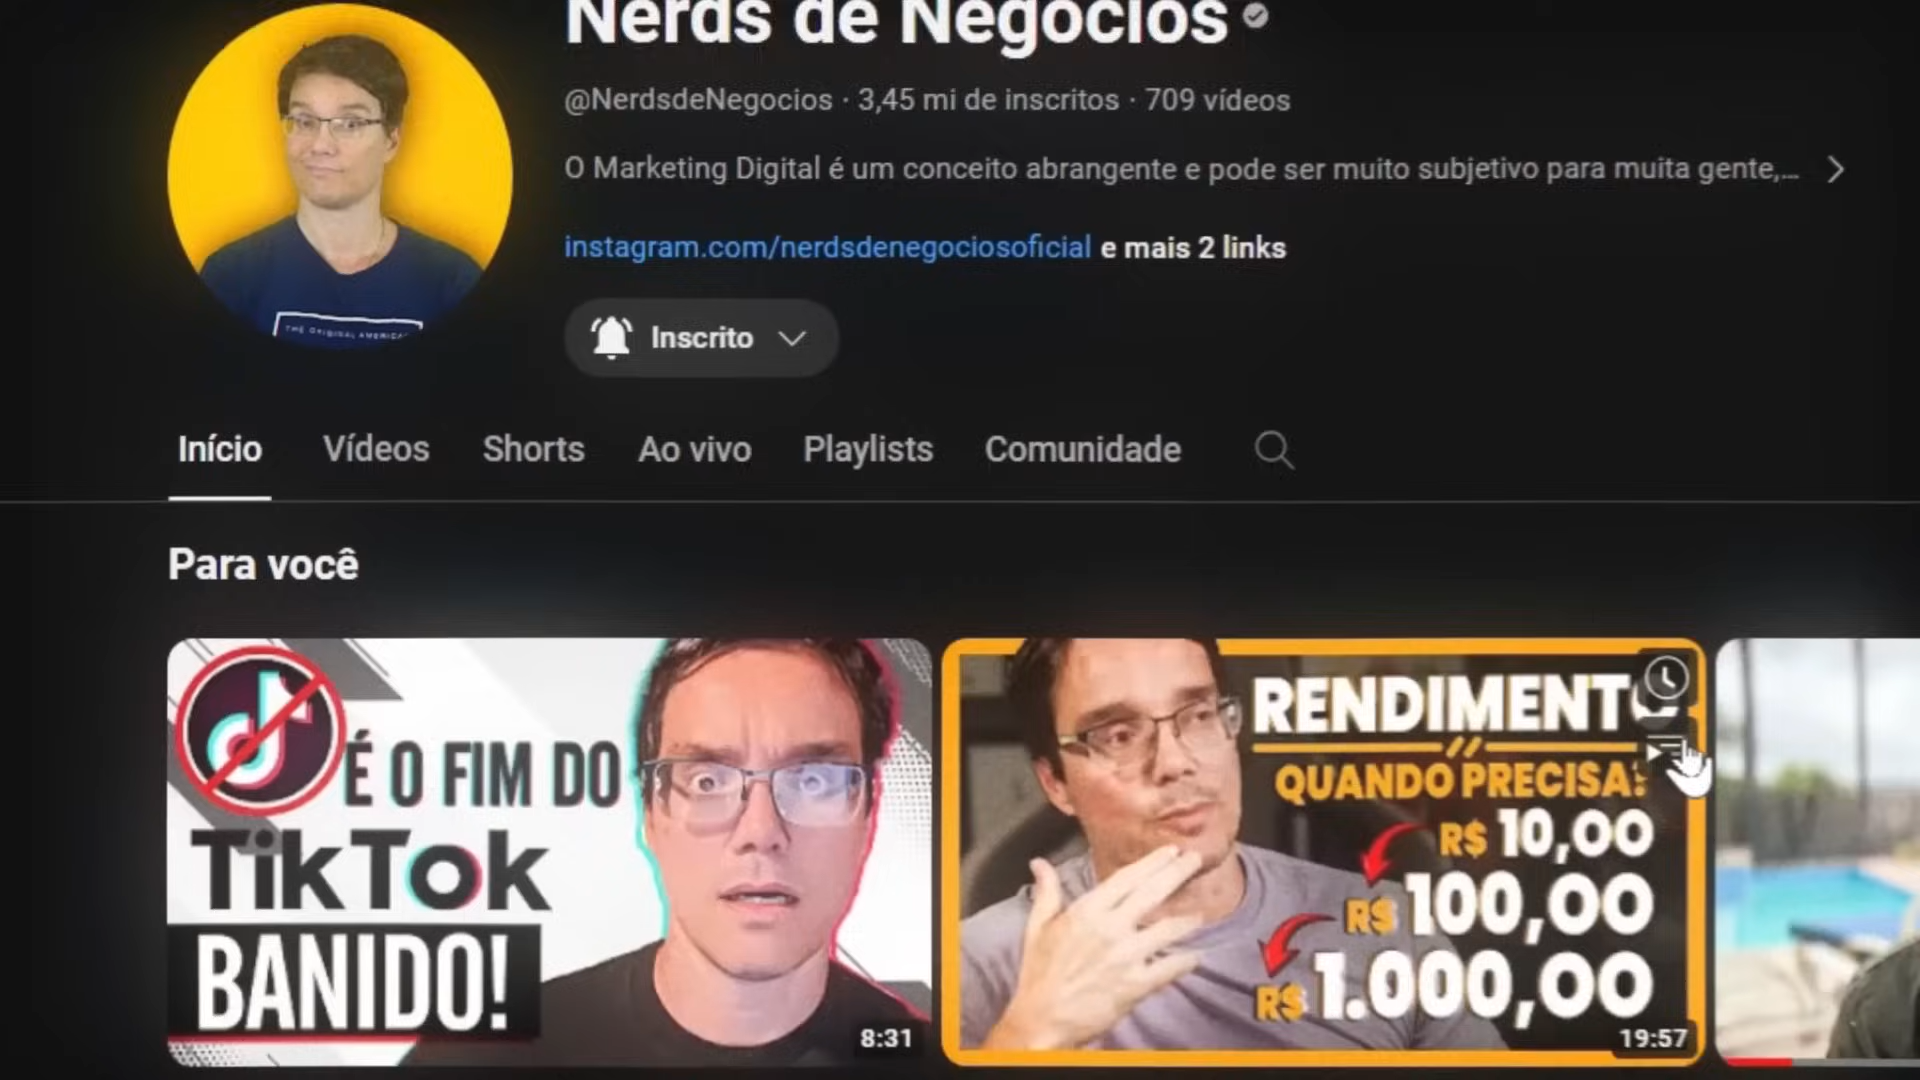 Nerds de Negócios
@NerdsdeNegocios · 3,45 mi de inscritos · 709 vídeos
O Marketing Digital é um conceito abrangente e pode ser muito subjetivo para muita gente,...
instagram.com/nerdsdenegociosoficial e mais 2 links
Inscrito
Início Vídeos Shorts Ao vivo Playlists Comunidade
Para você
É O FIM DO
TikTok
BANIDO!
8:31
RENDIMENTO
QUANDO PRECISA?
R$ 10,00
R$ 100,00
R$ 1.000,00
19:57
THE ORIGINAL AMERICAN